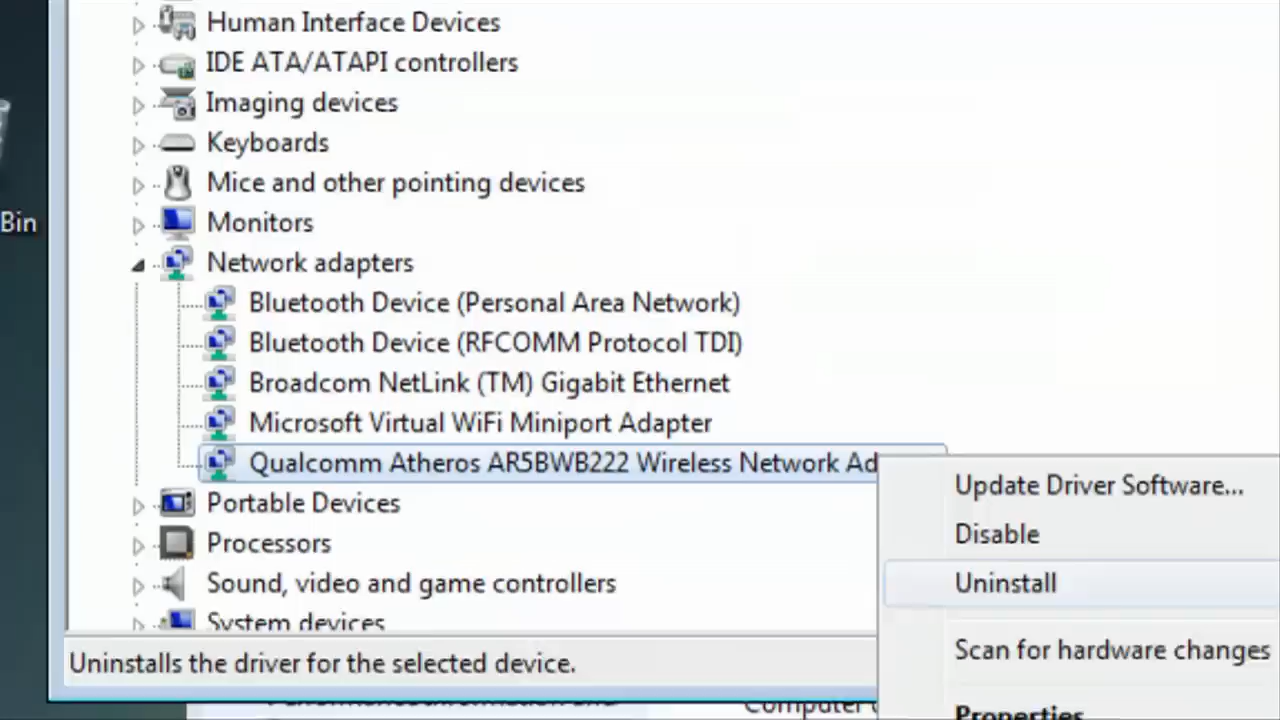 Human Interface Devices
IDE ATA/ATAPI controllers
Imaging devices
Keyboards
Mice and other pointing devices
Bin
Monitors
Network adapters
Bluetooth Device (Personal Area Network)
Bluetooth Device (RFCOMM Protocol TDI)
Broadcom NetLink (TM) Gigabit Ethernet
Microsoft Virtual WiFi Miniport Adapter
Qualcomm Atheros AR5BWB222 Wireless Network Ad
Portable Devices
Processors
Sound, video and game controllers
System devices
Update Driver Software...
Disable
Uninstall
Scan for hardware changes
Properties
Uninstalls the driver for the selected device.
Computer